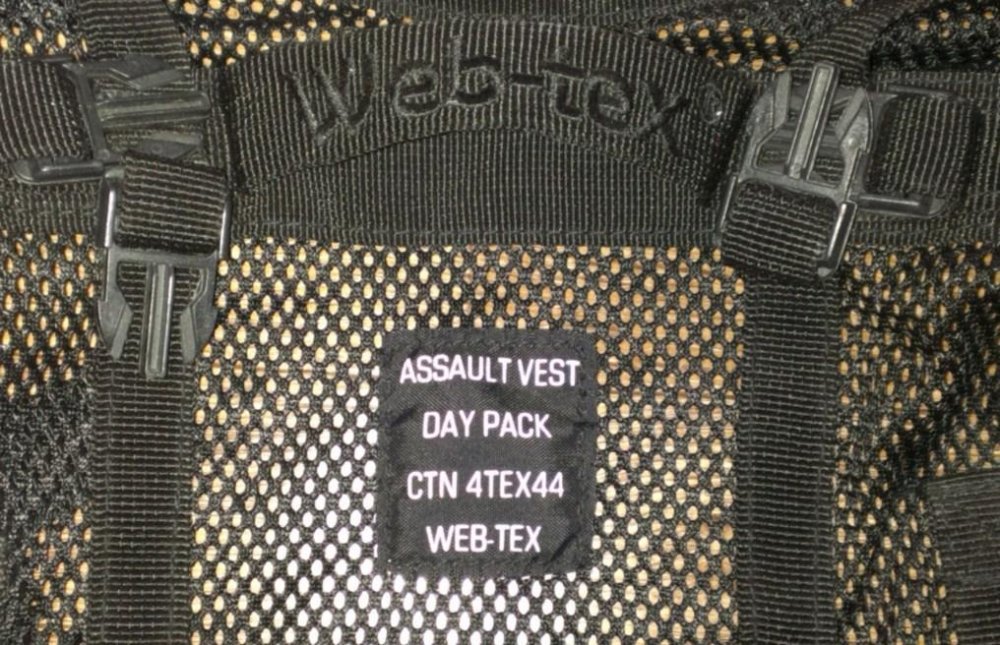 Web-tex
ASSAULT VEST
DAY PACK
CTN 4TEX44
WEB-TEX